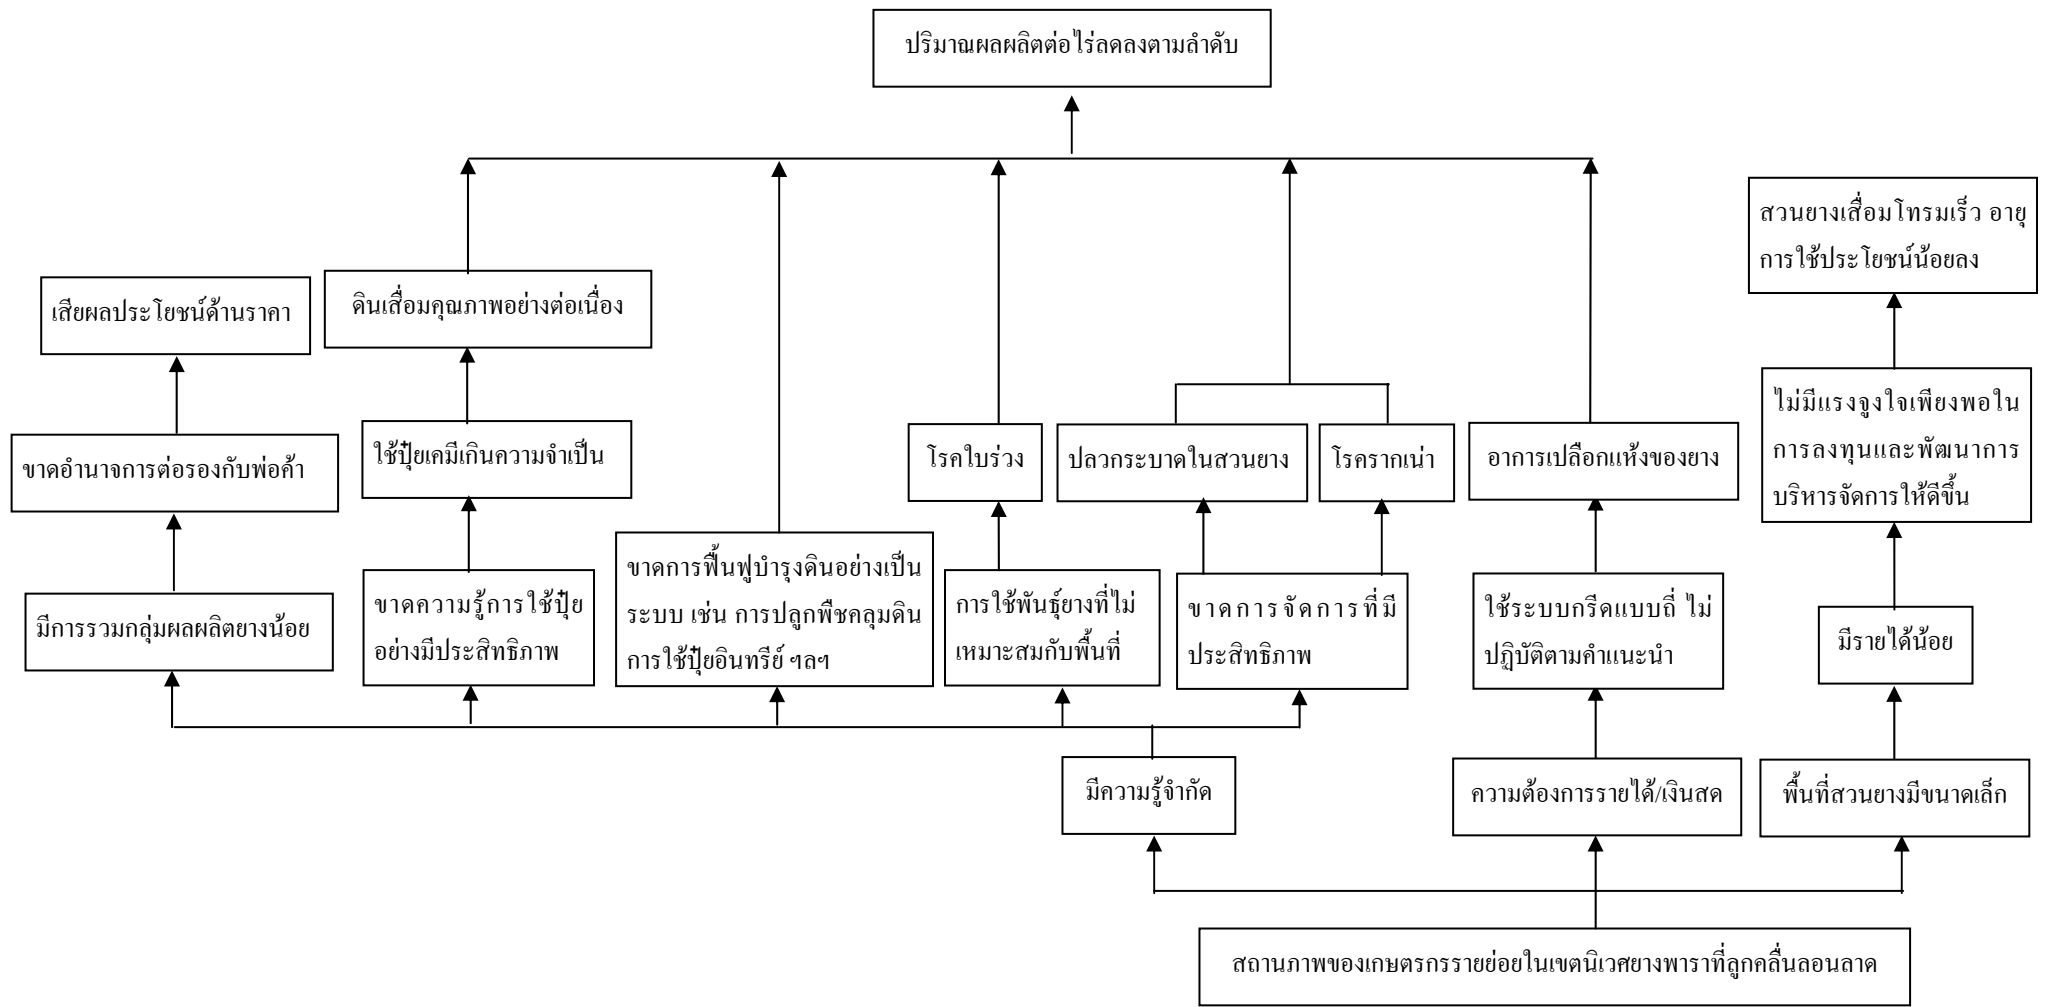 ปริมาณผลผลิตต่อไร่ลดลงตามลำดับ
สวนยางเสื่อมโทรมเร็ว อายุ
การใช้ประโยชน์น้อยลง
เสียผลประโยชน์ด้านราคา
ดินเสื่อมคุณภาพอย่างต่อเนื่อง
ไม่มีแรงจูงใจเพียงพอใน
การลงทุนและพัฒนาการ
บริหารจัดการให้ดีขึ้น
ขาดอำนาจการต่อรองกับพ่อค้า
ใช้ปุ๋ยเคมีเกินความจำเป็น
โรคใบร่วง
ปลวกระบาดในสวนยาง
โรครากเน่า
อาการเปลือกแห้งของยาง
มีการรวมกลุ่มผลผลิตยางน้อย
ขาดความรู้การใช้ปุ๋ย
อย่างมีประสิทธิภาพ
ขาดการฟื้นฟูบำรุงดินอย่างเป็น
ระบบ เช่น การปลูกพืชคลุมดิน
การใช้ปุ๋ยอินทรีย์ ฯลฯ
การใช้พันธุ์ยางที่ไม่
เหมาะสมกับพื้นที่
ขาดการจัดการที่มี
ประสิทธิภาพ
ใช้ระบบกรีดแบบถี่ ไม่
ปฏิบัติตามคำแนะนำ
มีรายได้น้อย
มีความรู้จำกัด
ความต้องการรายได้/เงินสด
พื้นที่สวนยางมีขนาดเล็ก
สถานภาพของเกษตรกรรายย่อยในเขตนิเวศยางพาราที่ลูกคลื่นลอนลาด